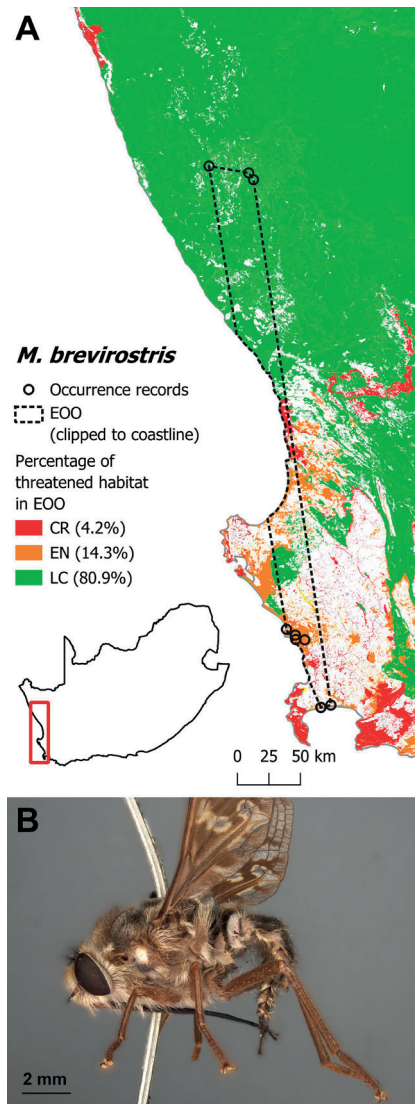 A
M. brevirostris
Occurrence records
EOO
(clipped to coastline)
Percentage of
threatened habitat
in EOO
CR (4.2%)
EN (14.3%)
LC (80.9%)
0 25 50 km
B
2 mm